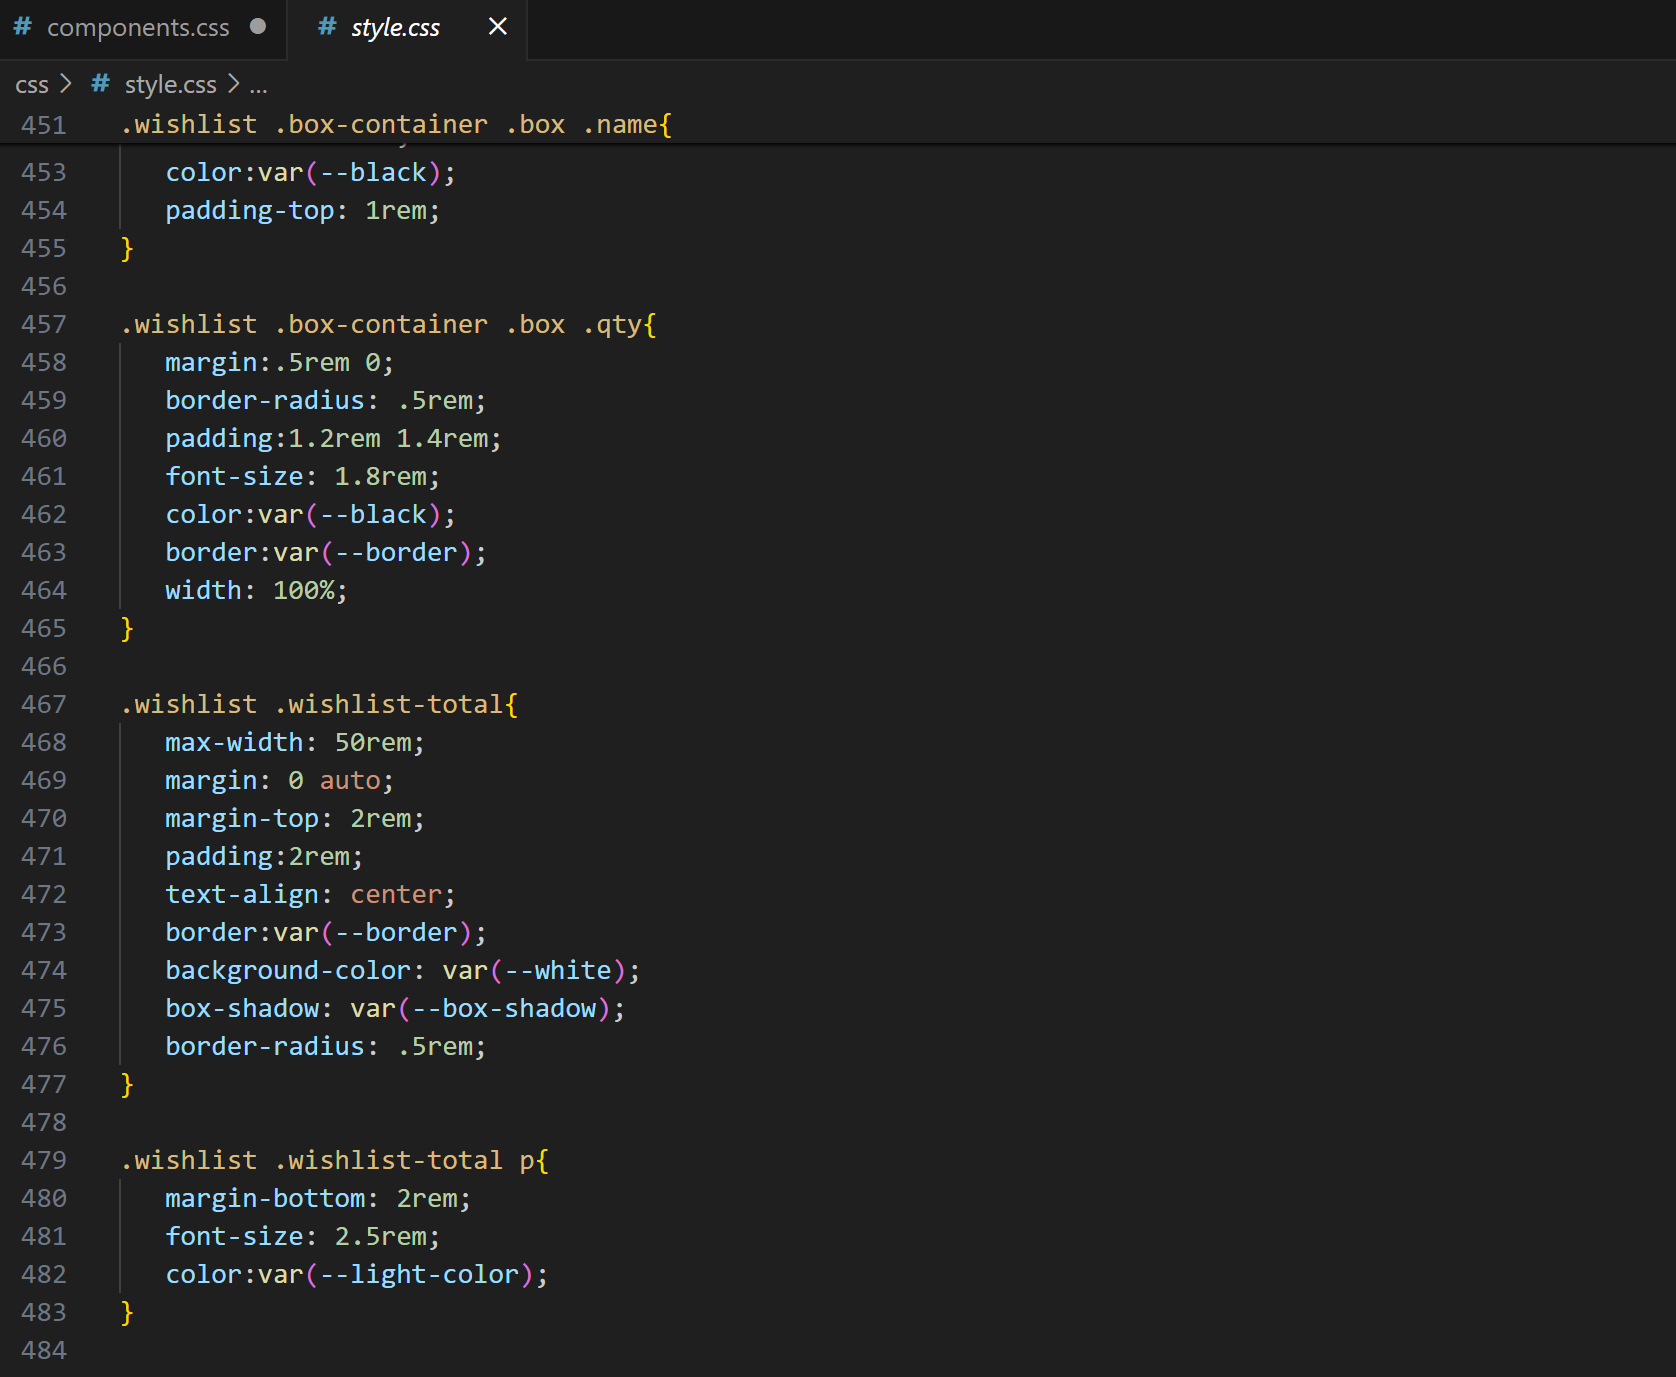 # components.css ●
# style.css ×
css > # style.css > ...
451 .wishlist .box-container .box .name{
453 color:var(--black);
454 padding-top: 1rem;
455 }
456
457 .wishlist .box-container .box .qty{
458 margin:.5rem 0;
459 border-radius: .5rem;
460 padding:1.2rem 1.4rem;
461 font-size: 1.8rem;
462 color:var(--black);
463 border:var(--border);
464 width: 100%;
465 }
466
467 .wishlist .wishlist-total{
468 max-width: 50rem;
469 margin: 0 auto;
470 margin-top: 2rem;
471 padding:2rem;
472 text-align: center;
473 border:var(--border);
474 background-color: var(--white);
475 box-shadow: var(--box-shadow);
476 border-radius: .5rem;
477 }
478
479 .wishlist .wishlist-total p{
480 margin-bottom: 2rem;
481 font-size: 2.5rem;
482 color:var(--light-color);
483 }
484